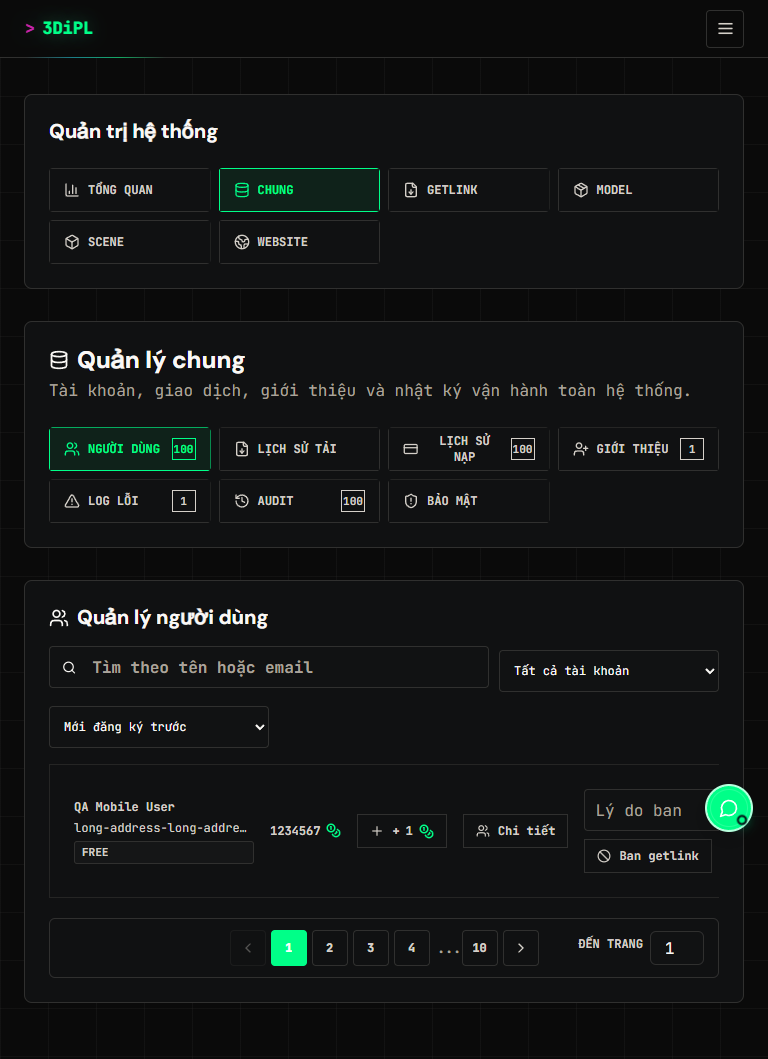 > 3DiPL
Quản trị hệ thống
TỔNG QUAN
CHUNG
GETLINK
MODEL
SCENE
WEBSITE
Quản lý chung
Tài khoản, giao dịch, giới thiệu và nhật ký vận hành toàn hệ thống.
NGƯỜI DÙNG 100
LỊCH SỬ TẢI
LỊCH SỬ
NẠP 100
GIỚI THIỆU 1
LOG LỖI 1
AUDIT 100
BẢO MẬT
Quản lý người dùng
Tìm theo tên hoặc email
Tất cả tài khoản
Mới đăng ký trước
QA Mobile User
long-address-long-addre…
FREE
1234567
+ 1
Chi tiết
Lý do ban
Ban getlink
1 2 3 4 ... 10
ĐẾN TRANG 1